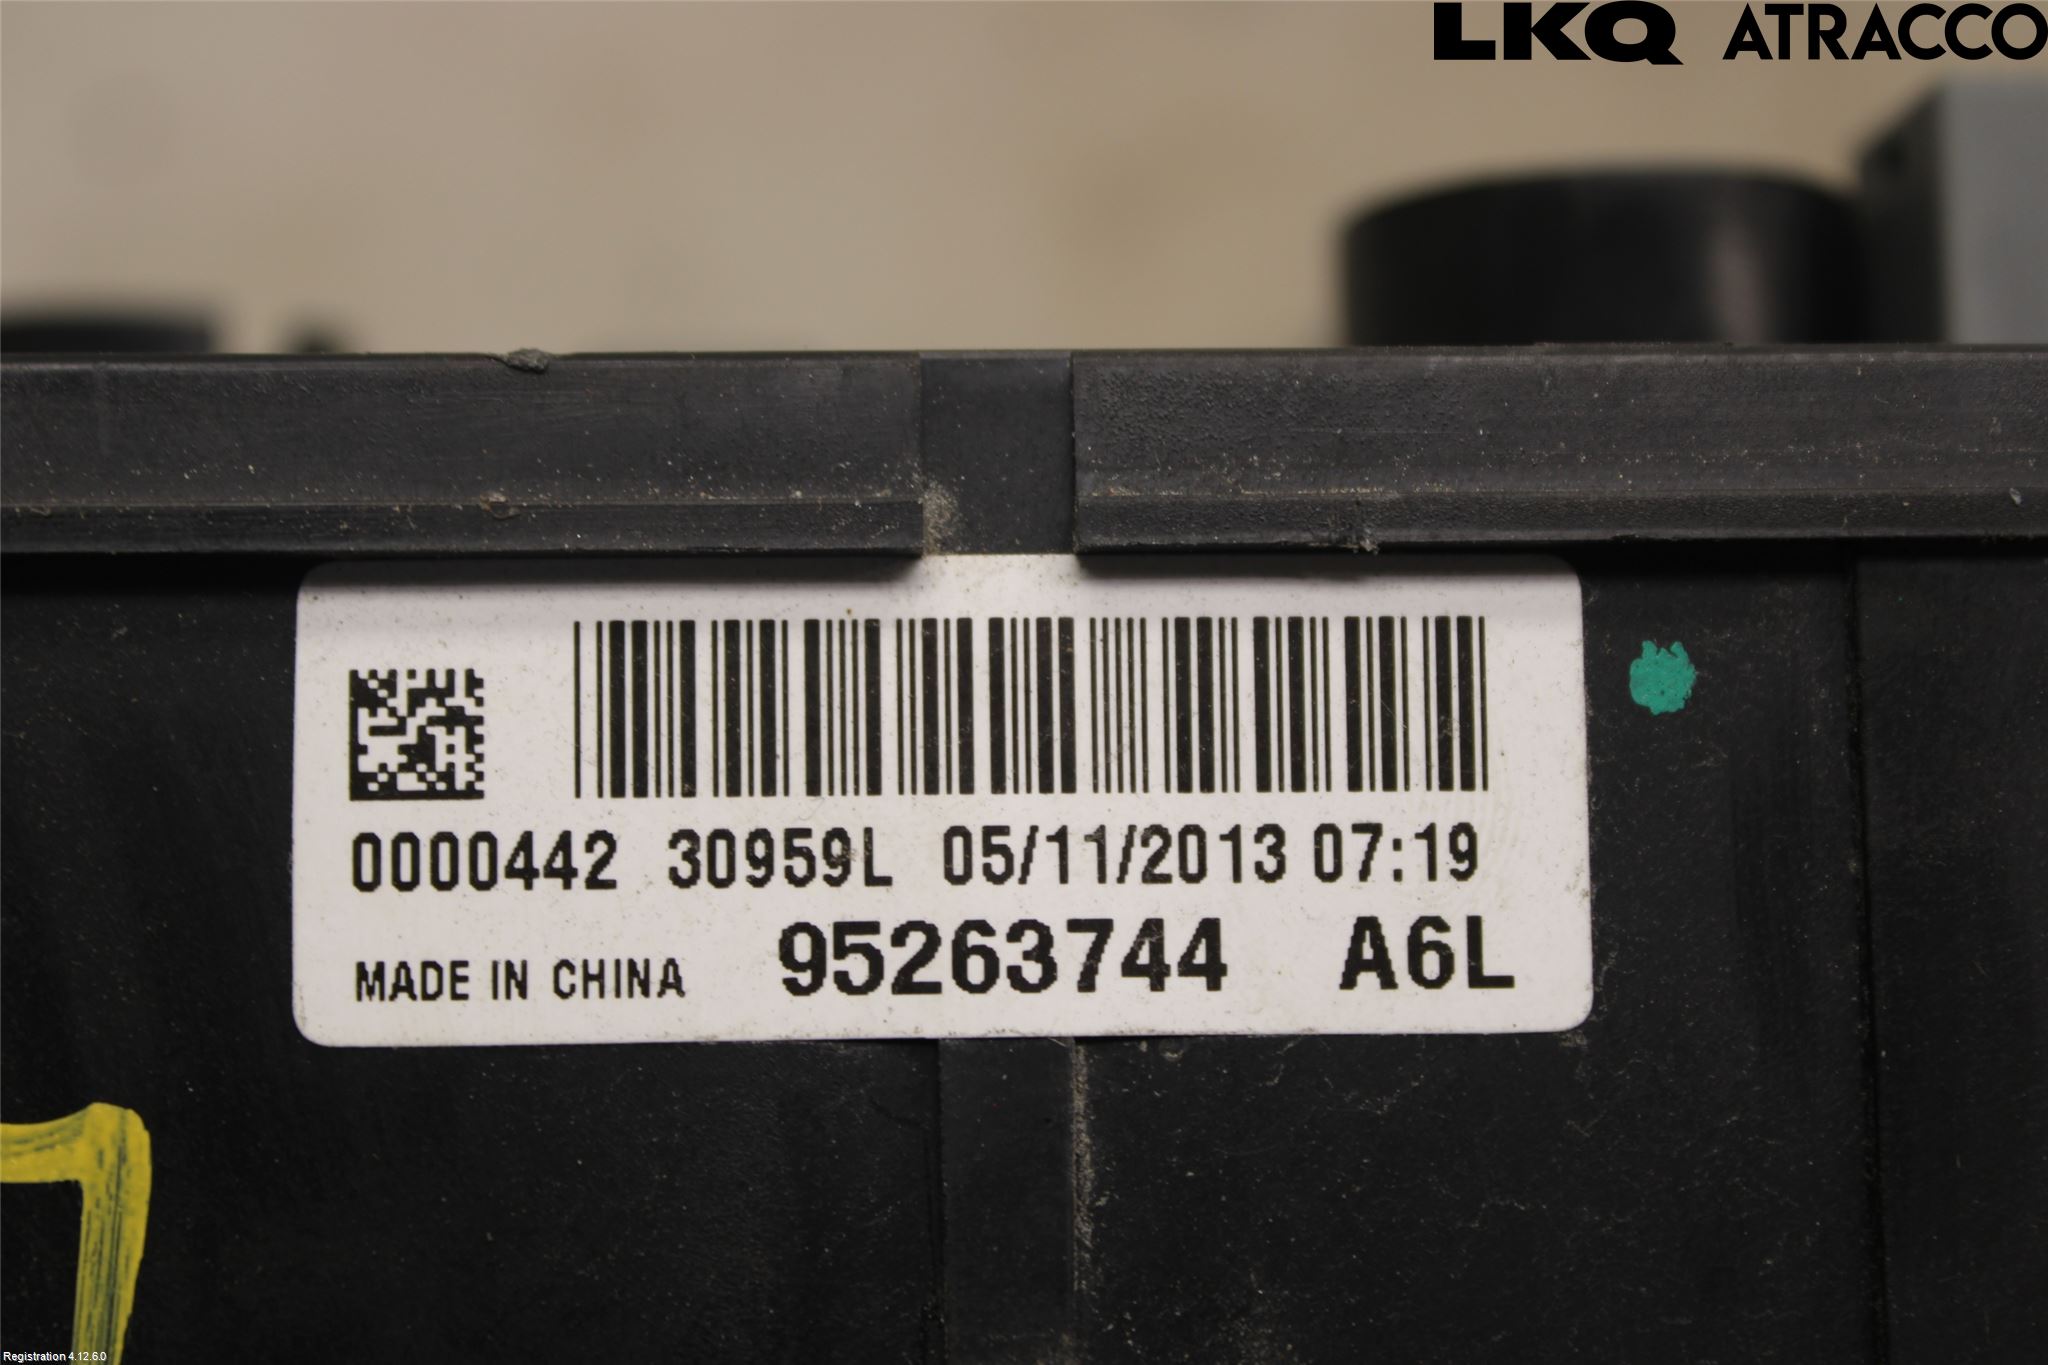 LKQ ATRACCO
0000442 30959L 05/11/2013 07:19
MADE IN CHINA 95263744 A6L
Registration 4.12.6.0